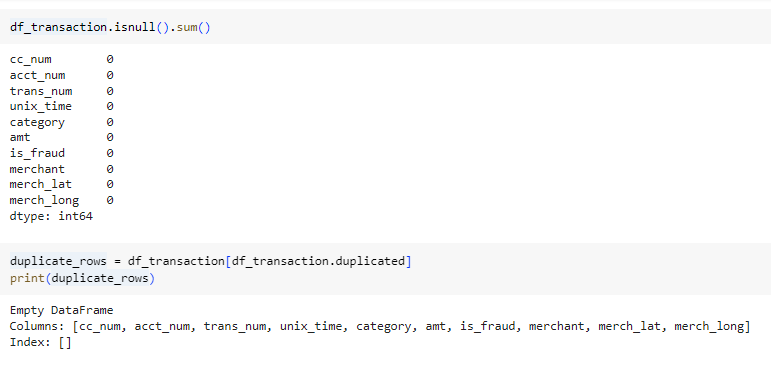 df_transaction.isnull().sum()
cc_num 0
acct_num 0
trans_num 0
unix_time 0
category 0
amt 0
is_fraud 0
merchant 0
merch_lat 0
merch_long 0
dtype: int64
duplicate_rows = df_transaction[df_transaction.duplicated]
print(duplicate_rows)
Empty DataFrame
Columns: [cc_num, acct_num, trans_num, unix_time, category, amt, is_fraud, merchant, merch_lat, merch_long]
Index: []